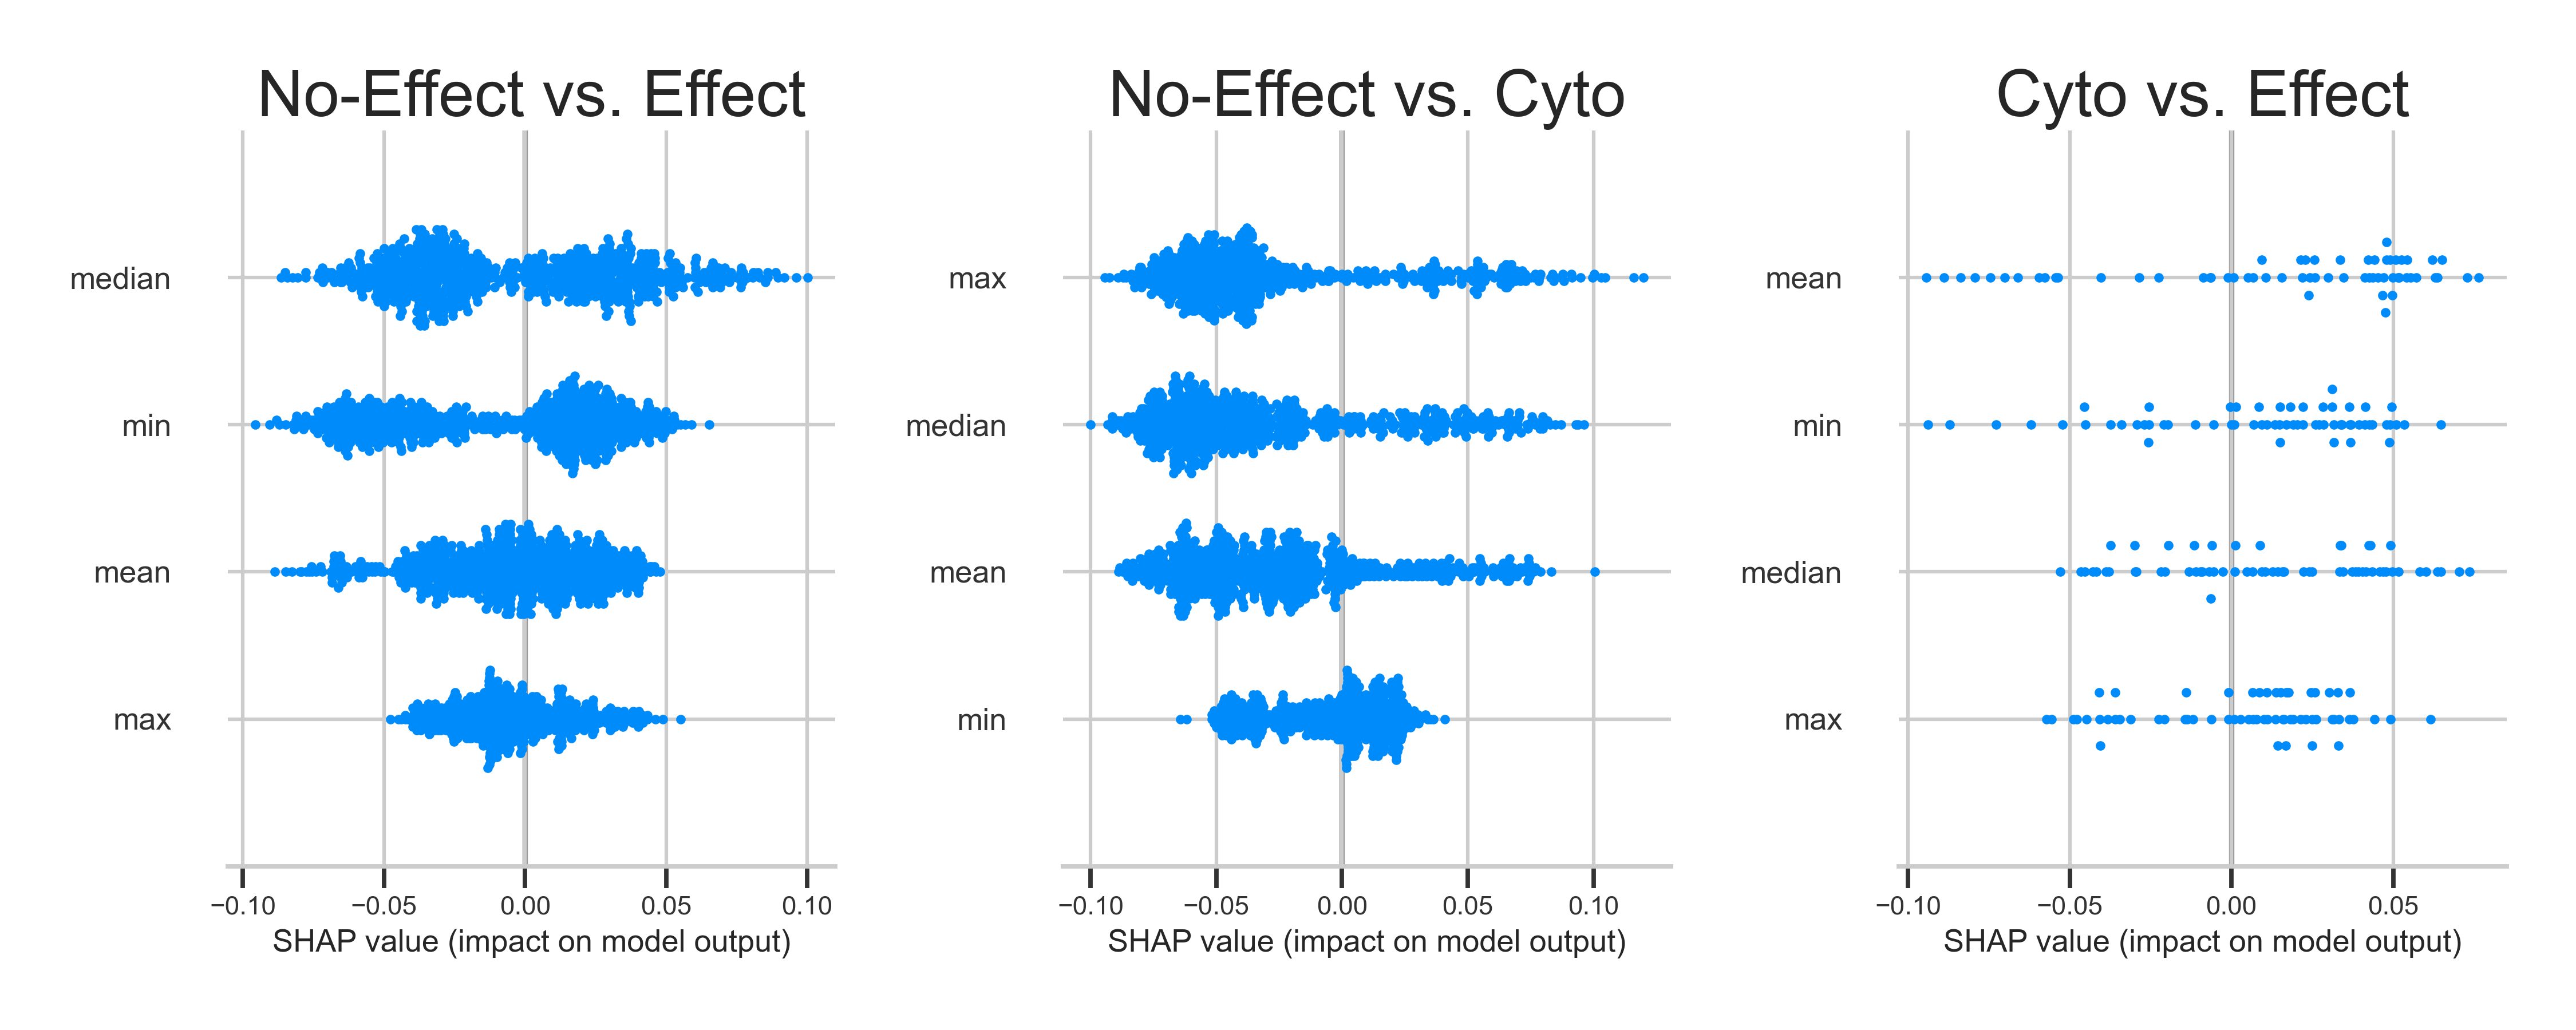 No-Effect vs. Effect
median
min
mean
max
−0.10 −0.05 0.00 0.05 0.10
SHAP value (impact on model output)
No-Effect vs. Cyto
max
median
mean
min
−0.10 −0.05 0.00 0.05 0.10
SHAP value (impact on model output)
Cyto vs. Effect
mean
min
median
max
−0.10 −0.05 0.00 0.05
SHAP value (impact on model output)